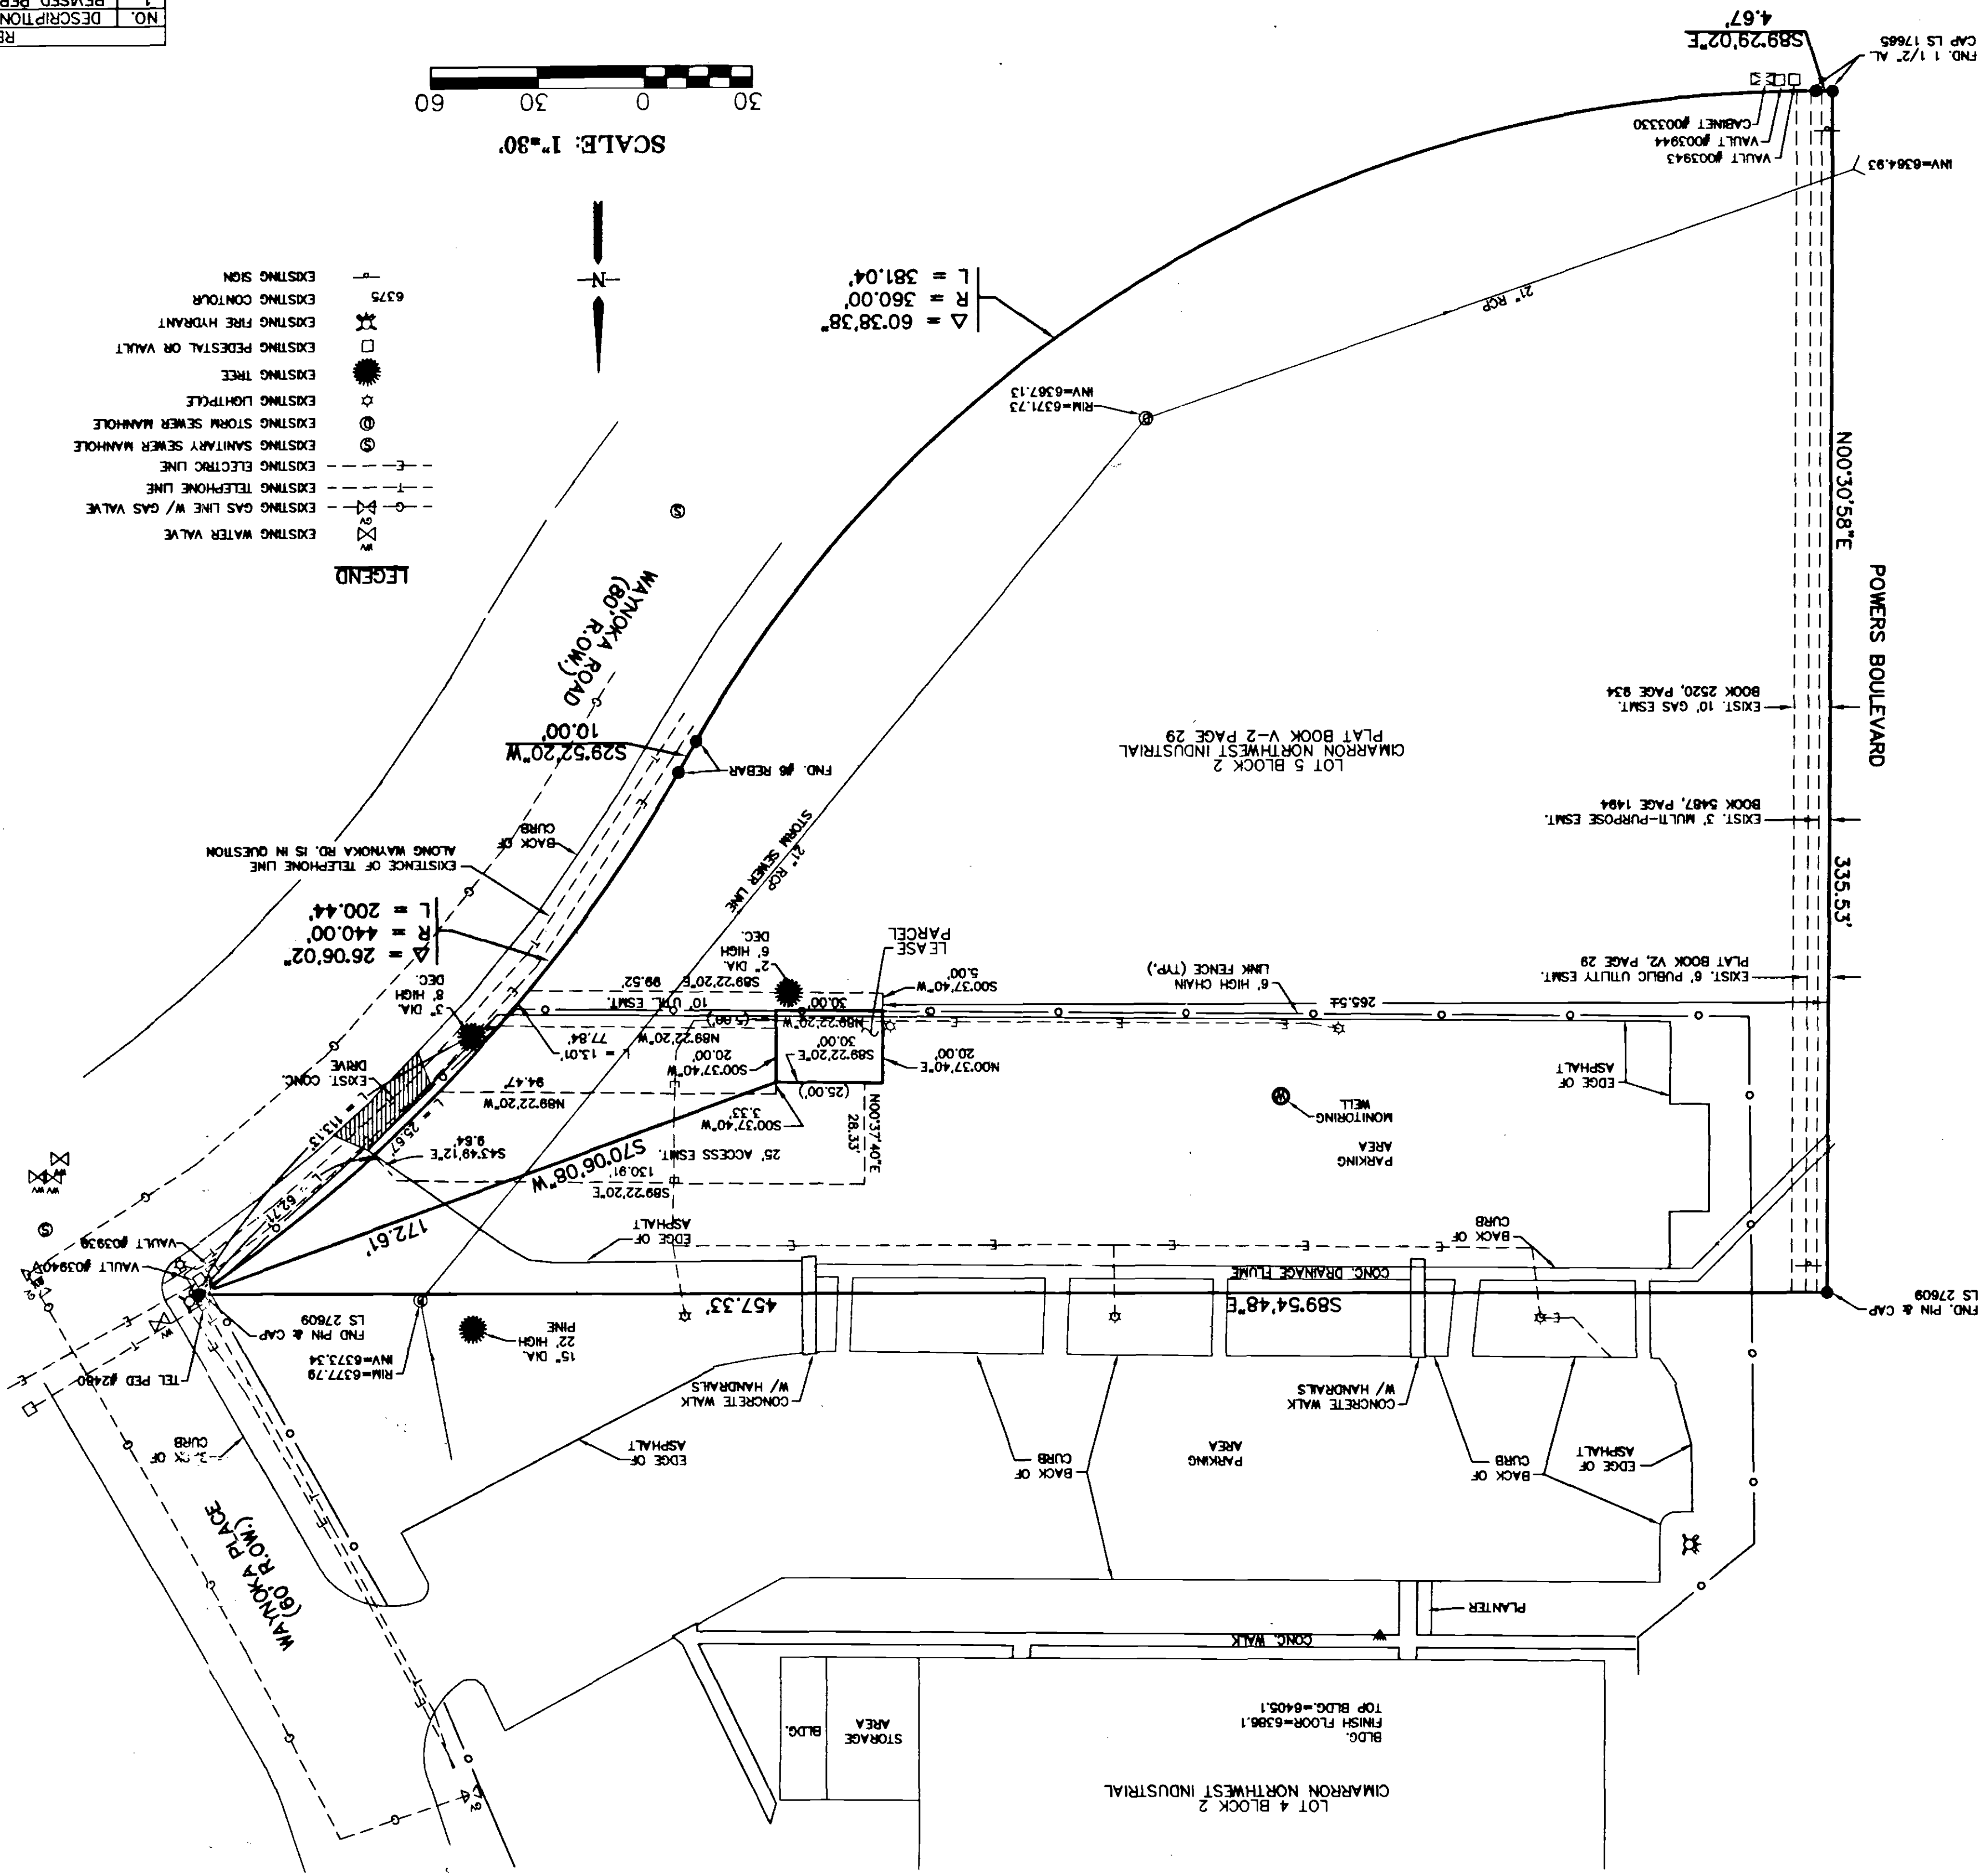 LOT 4 BLOCK 2
CIMARRON NORTHWEST INDUSTRIAL
BLDG.
FINISH FLOOR=6386.1
TOP BLDG.=6405.1
STORAGE
AREA
BLDG.
CONC. WALK
PLANTER
WAYNOKA PLACE
(60' R.O.W.)
EDGE OF
ASPHALT
BACK OF
CURB
PARKING
AREA
BACK OF
CURB
EDGE OF
ASPHALT
CURB
CONCRETE WALK
W/ HANDRAILS
CONCRETE WALK
W/ HANDRAILS
TEL PED #2480
RIM=6377.79
INV=6373.34
15" DIA.
22' HIGH
PINE
FND PIN & CAP
LS 27609
FND. PIN & CAP
LS 27609
S89°54'48"E
457.33'
CONC. DRAINAGE FLUME
VAULT #03940
VAULT #03939
BACK OF
CURB
EDGE OF
ASPHALT
172.61'
S70°06'08"W
62.71'
S89°22'20"E
130.91'
25' ACCESS ESMT.
S43°49'12"E
9.64'
L = 25.67'
L = 113.13'
N00°37'40"E
28.33'
S00°37'40"W
3.33'
PARKING
AREA
MONITORING
WELL
N89°22'20"W
94.47'
(25.00')
EXIST. CONC.
DRIVE
EDGE OF
ASPHALT
N00°37'40"E
20.00'
S89°22'20"E
30.00'
S00°37'40"W
20.00'
L = 13.01'
N89°22'20"W
77.84'
N89°22'20"W
(5.00')
30.00'
10' UTIL ESMT.
S89°22'20"E
99.52'
3" DIA.
8' HIGH
DEC.
265.54
6' HIGH CHAIN
LINK FENCE (TYP.)
S00°37'40"W
5.00'
2" DIA.
6' HIGH
DEC.
LEASE
PARCEL
EXIST. 6' PUBLIC UTILITY ESMT.
PLAT BOOK V2, PAGE 29
Δ = 26°06'02"
R = 440.00'
L = 200.44'
EXISTENCE OF TELEPHONE LINE
ALONG WAYNOKA RD. IS IN QUESTION
BACK OF
CURB
21" RCP
STORM SEWER LINE
335.53'
EXIST. 3' MULTI-PURPOSE ESMT.
BOOK 5487, PAGE 1494
FND. #6 REBAR
S29°52'20"W
10.00'
LOT 5 BLOCK 2
CIMARRON NORTHWEST INDUSTRIAL
PLAT BOOK V-2 PAGE 29
EXIST. 10' GAS ESMT.
BOOK 2520, PAGE 934
POWERS BOULEVARD
WAYNOKA ROAD
(80' R.O.W.)
N00°30'58"E
LEGEND
WV EXISTING WATER VALVE
G GV EXISTING GAS LINE W/ GAS VALVE
T EXISTING TELEPHONE LINE
E EXISTING ELECTRIC LINE
S EXISTING SANITARY SEWER MANHOLE
D EXISTING STORM SEWER MANHOLE
EXISTING LIGHTPOLE
EXISTING TREE
EXISTING PEDESTAL OR VAULT
EXISTING FIRE HYDRANT
6375 EXISTING CONTOUR
EXISTING SIGN
RIM=6371.73
INV=6367.13
21" RCP
Δ = 60°38'38"
R = 360.00'
L = 381.04'
N
INV=6364.93
VAULT #003943
VAULT #003944
CABINET #003330
SCALE: 1"=30'
30 0 30 60
FND. 1 1/2" AL
CAP LS 17665
S89°29'02"E
4.67'
NO. DESCRIPTION